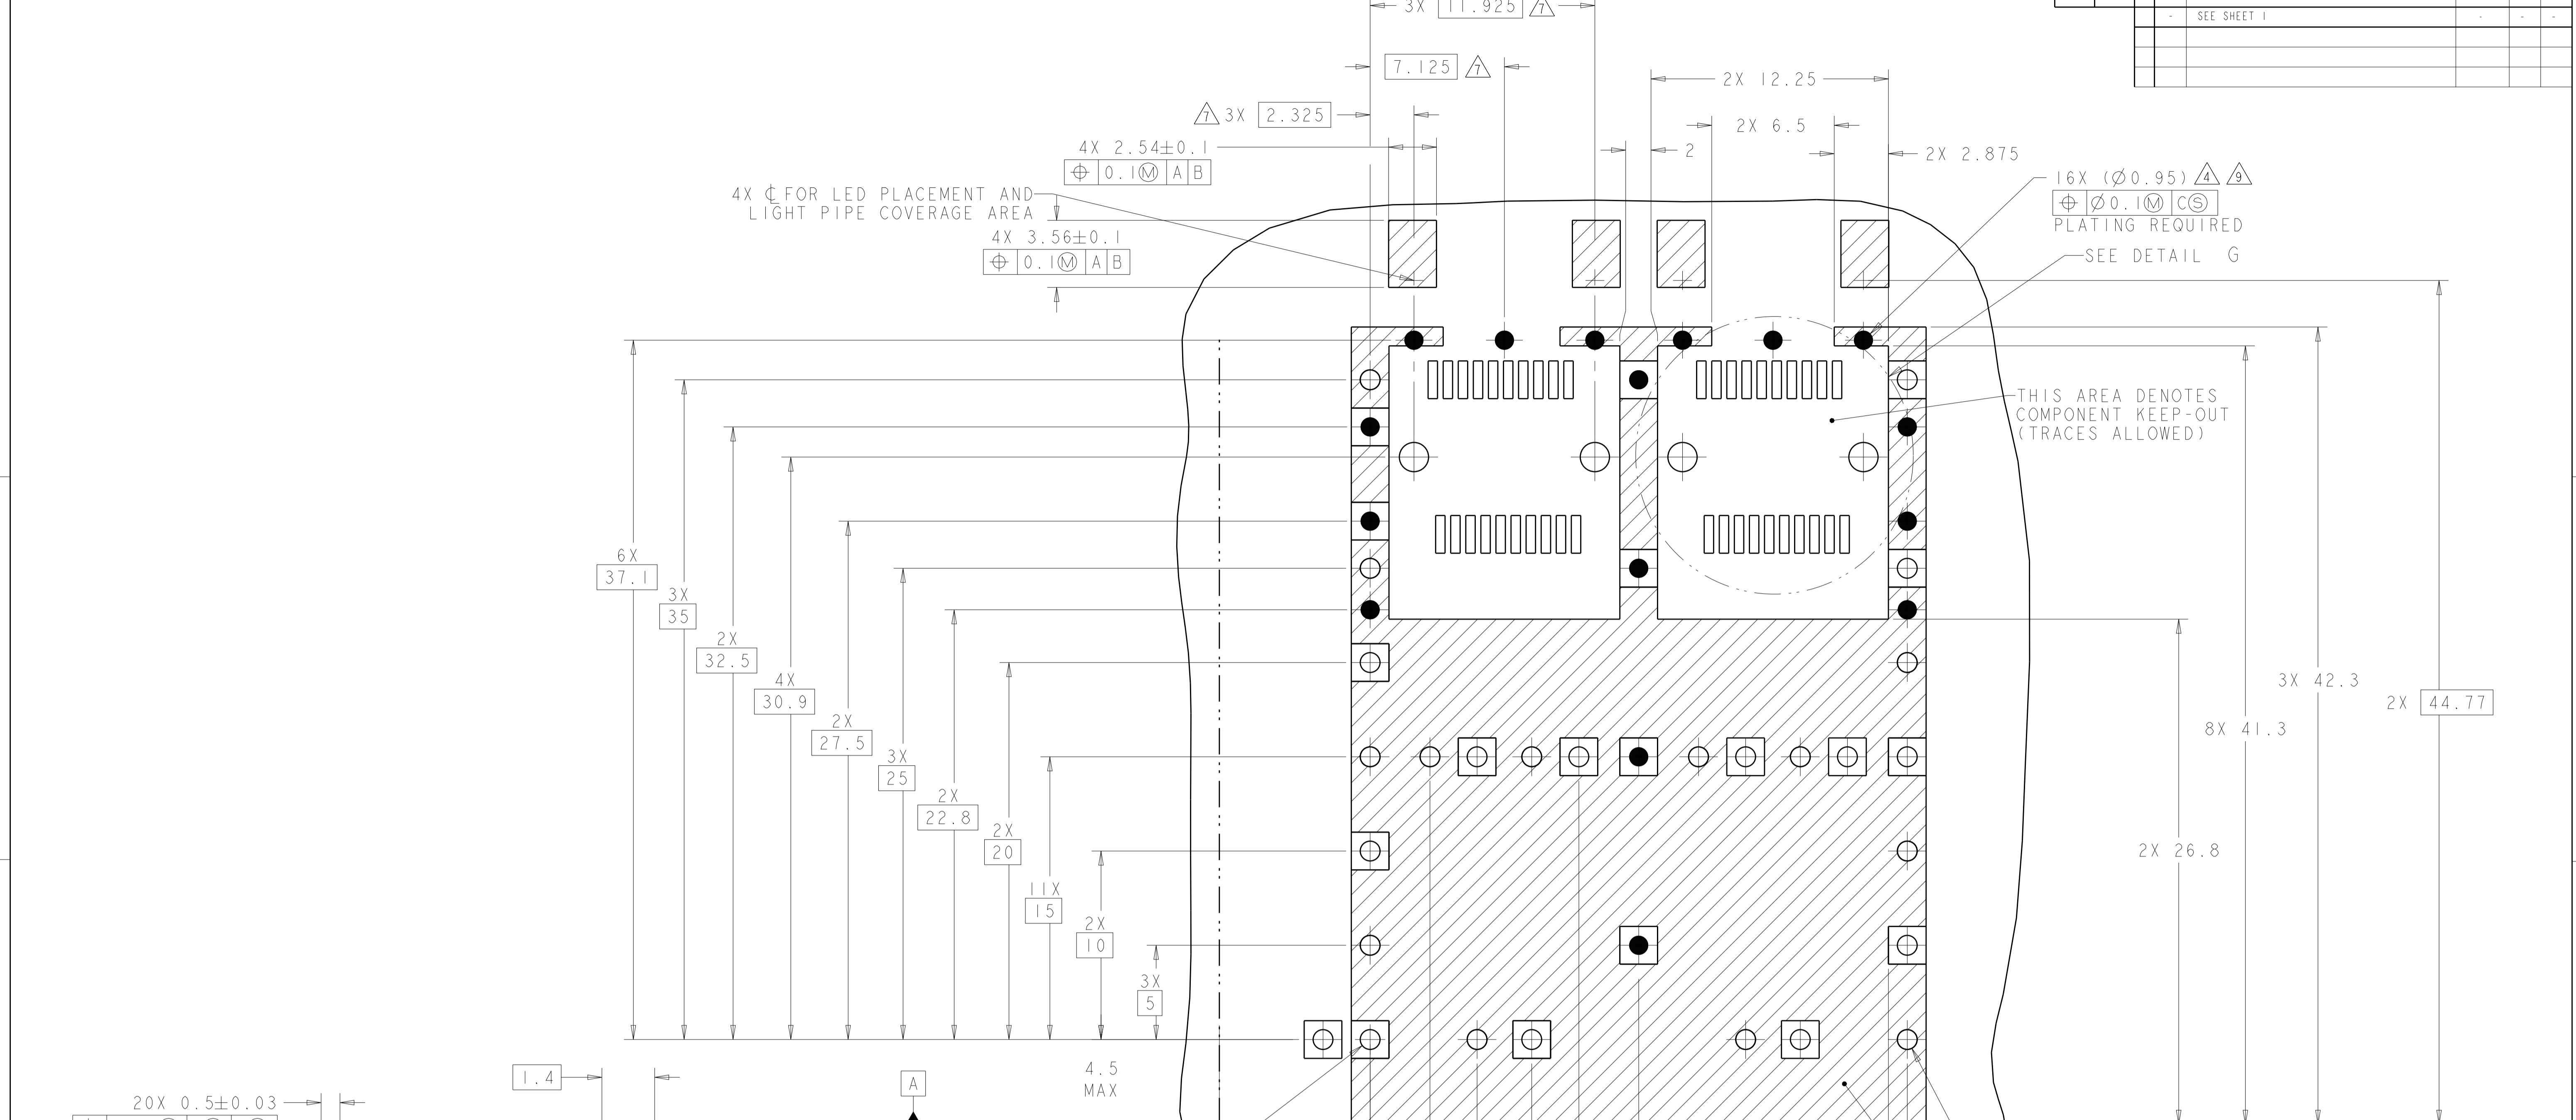 3X 11.925 7
- SEE SHEET 1 - - -
7.125 7
2X 12.25
7 3X 2.325
2X 6.5
4X 2.54±0.1
⌖ 0.1Ⓜ A B
2
2X 2.875
4X ℄ FOR LED PLACEMENT AND
LIGHT PIPE COVERAGE AREA
16X (Ø0.95) 4 9
⌖ Ø0.1Ⓜ CⓈ
PLATING REQUIRED
4X 3.56±0.1
⌖ 0.1Ⓜ A B
SEE DETAIL G
THIS AREA DENOTES
COMPONENT KEEP-OUT
(TRACES ALLOWED)
6X
37.1
3X
35
2X
32.5
4X
30.9
2X
27.5
3X
25
2X
22.8
2X
20
11X
15
2X
10
3X
5
3X 42.3
2X 44.77
8X 41.3
2X 26.8
4.5
MAX
1.4
A
20X 0.5±0.03